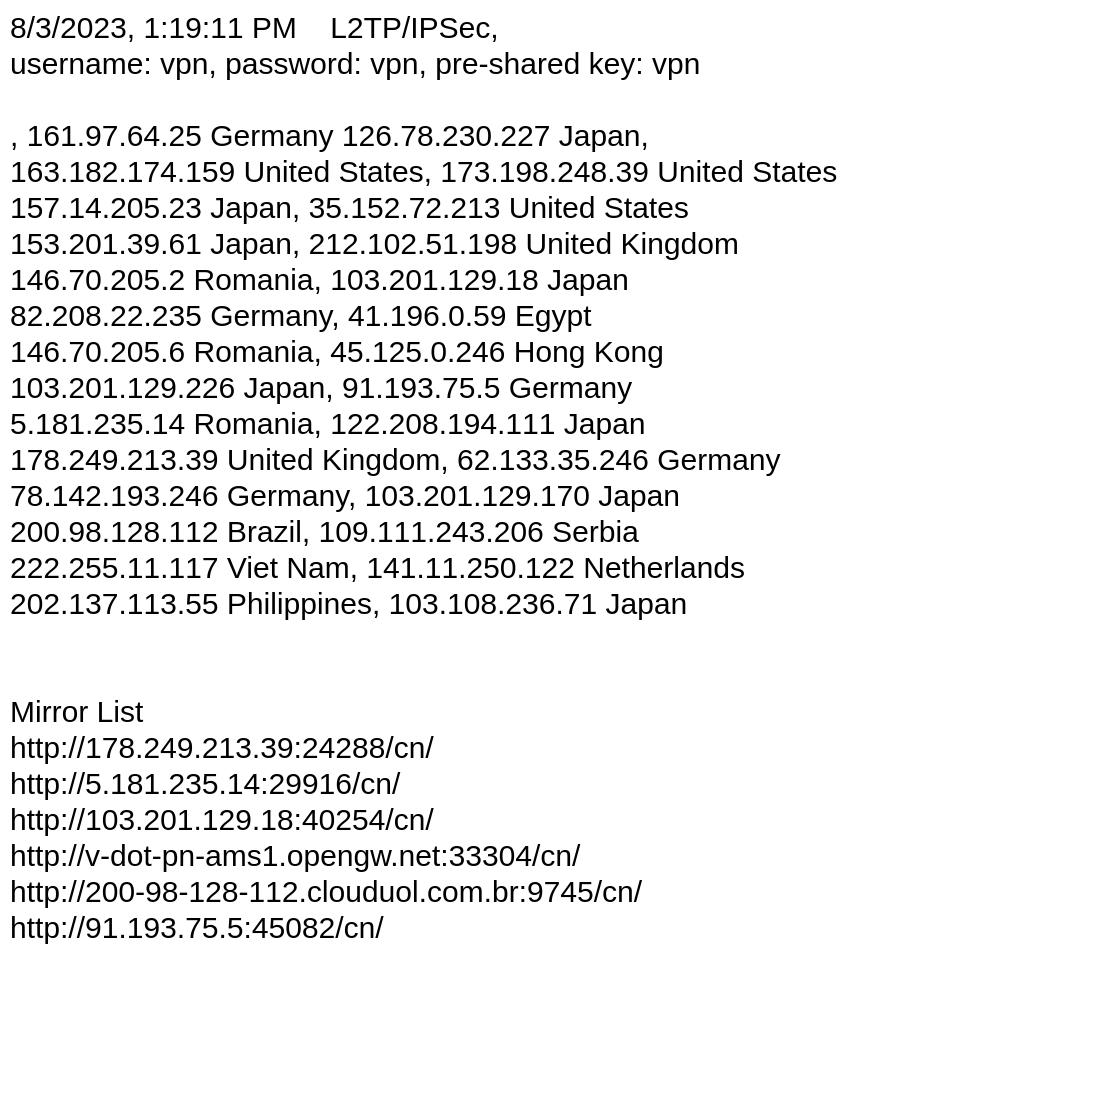 8/3/2023, 1:19:11 PM    L2TP/IPSec,
username: vpn, password: vpn, pre-shared key: vpn
, 161.97.64.25 Germany 126.78.230.227 Japan,
163.182.174.159 United States, 173.198.248.39 United States
157.14.205.23 Japan, 35.152.72.213 United States
153.201.39.61 Japan, 212.102.51.198 United Kingdom
146.70.205.2 Romania, 103.201.129.18 Japan
82.208.22.235 Germany, 41.196.0.59 Egypt
146.70.205.6 Romania, 45.125.0.246 Hong Kong
103.201.129.226 Japan, 91.193.75.5 Germany
5.181.235.14 Romania, 122.208.194.111 Japan
178.249.213.39 United Kingdom, 62.133.35.246 Germany
78.142.193.246 Germany, 103.201.129.170 Japan
200.98.128.112 Brazil, 109.111.243.206 Serbia
222.255.11.117 Viet Nam, 141.11.250.122 Netherlands
202.137.113.55 Philippines, 103.108.236.71 Japan
Mirror List
http://178.249.213.39:24288/cn/
http://5.181.235.14:29916/cn/
http://103.201.129.18:40254/cn/
http://v-dot-pn-ams1.opengw.net:33304/cn/
http://200-98-128-112.clouduol.com.br:9745/cn/
http://91.193.75.5:45082/cn/